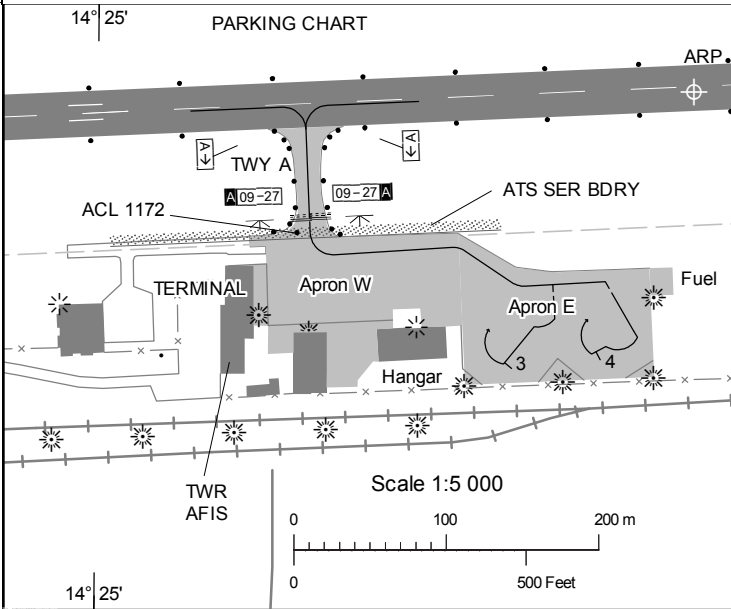 14° 25'
PARKING CHART
ARP
A
A
TWY A
A 09-27
09-27 A
ATS SER BDRY
ACL 1172
TERMINAL
Apron W
Apron E
Fuel
3
4
Hangar
TWR
AFIS
Scale 1:5 000
0 100 200 m
0 500 Feet
14° 25'